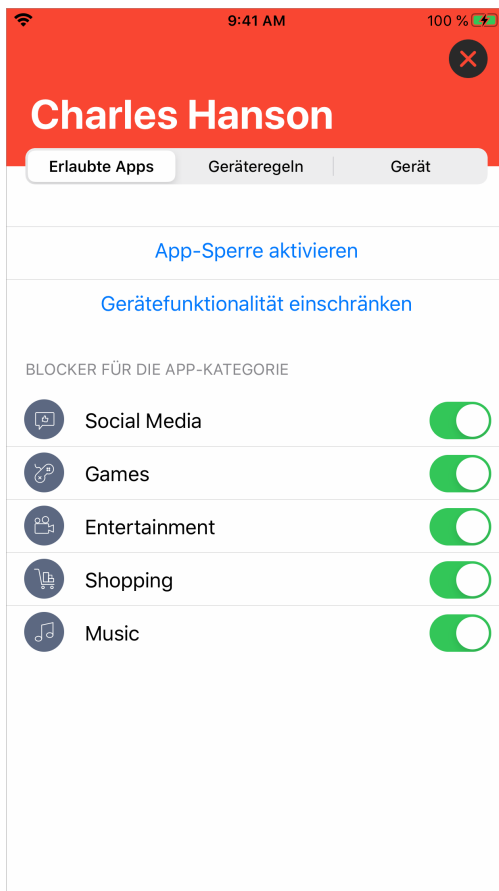 9:41 AM
100 %
Charles Hanson
Erlaubte Apps
Geräteregeln
Gerät
App-Sperre aktivieren
Gerätefunktionalität einschränken
BLOCKER FÜR DIE APP-KATEGORIE
Social Media
Games
Entertainment
Shopping
Music